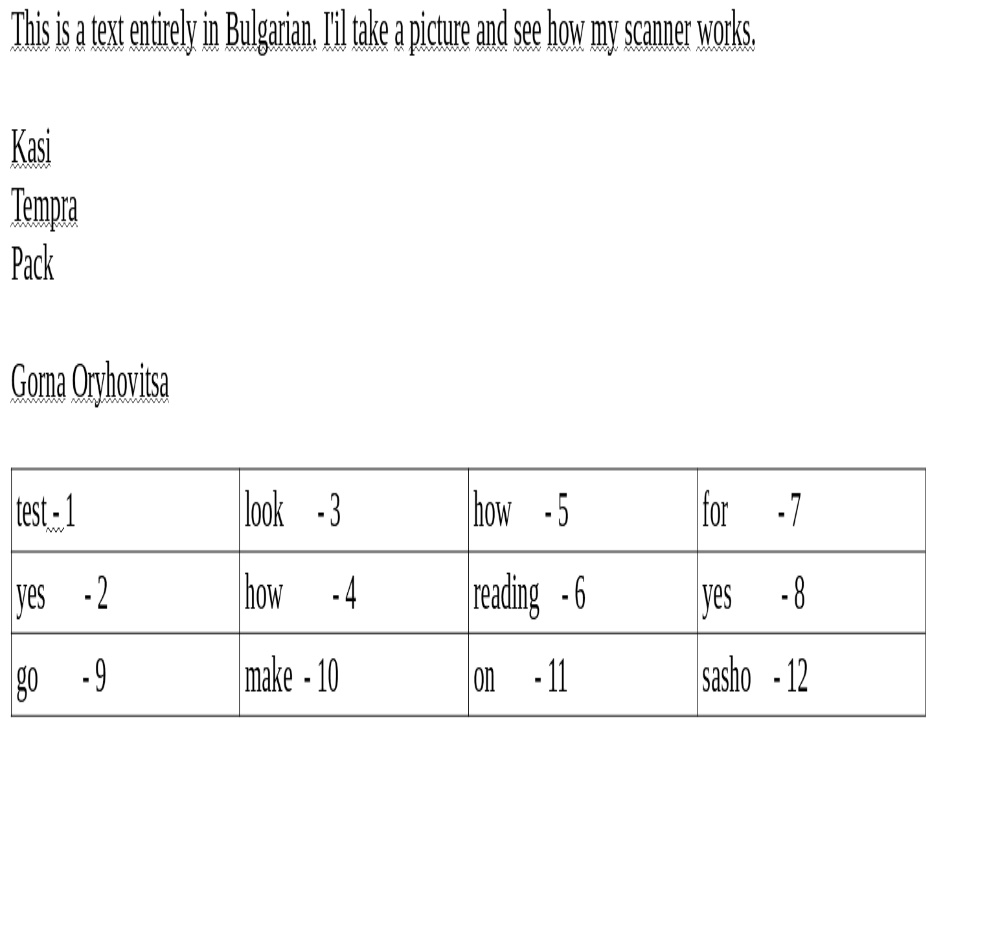 This is a text entirely in Bulgarian. I'il take a picture and see how my scanner works.
Kasi
Tempra
Pack
Gorna Oryhovitsa
test - 1 look - 3 how - 5 for - 7
yes - 2 how - 4 reading - 6 yes - 8
go - 9 make - 10 on - 11 sasho - 12